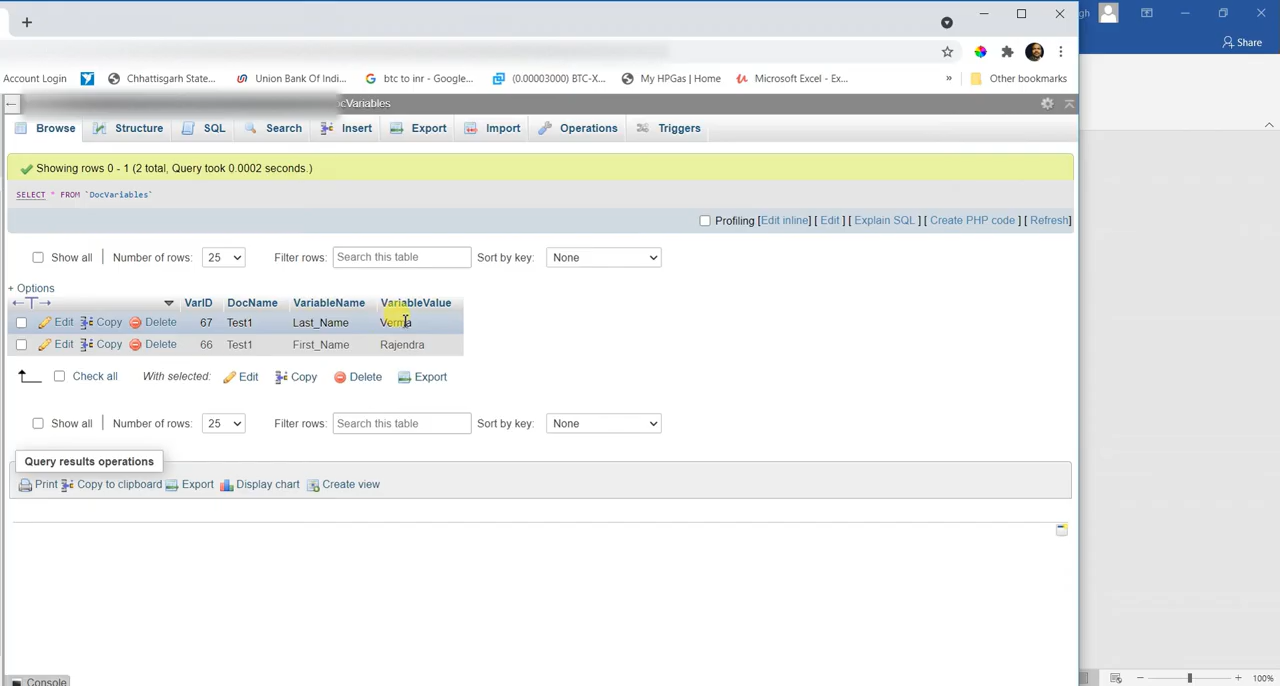 gh
Share
Account Login
Chhattisgarh State...
Union Bank Of Indi...
btc to inr - Google...
(0.00003000) BTC-X...
My HPGas | Home
Microsoft Excel - Ex...
»
Other bookmarks
ocVariables
Browse
Structure
SQL
Search
Insert
Export
Import
Operations
Triggers
Showing rows 0 - 1 (2 total, Query took 0.0002 seconds.)
SELECT * FROM `DocVariables`
Profiling [Edit inline] [ Edit ] [ Explain SQL ] [ Create PHP code ] [ Refresh]
Show all | Number of rows: 25 Filter rows: Search this table Sort by key: None
+ Options
←T→ VarID DocName VariableName VariableValue
Edit Copy Delete 67 Test1 Last_Name Verma
Edit Copy Delete 66 Test1 First_Name Rajendra
Check all With selected: Edit Copy Delete Export
Show all | Number of rows: 25 Filter rows: Search this table Sort by key: None
Query results operations
Print Copy to clipboard Export Display chart Create view
Console
100%